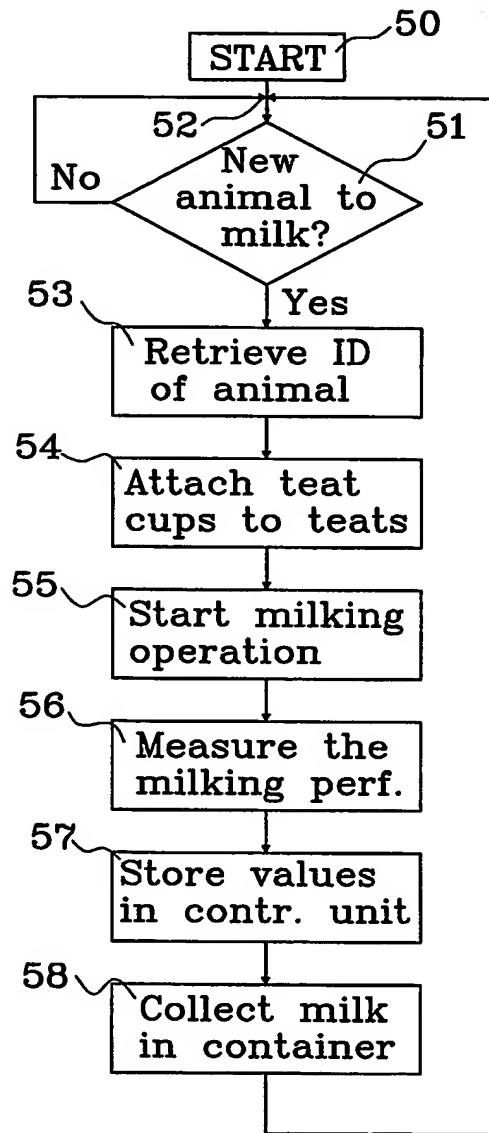 50
START
52
51
New
animal to
milk?
No
Yes
53
Retrieve ID
of animal
54
Attach teat
cups to teats
55
Start milking
operation
56
Measure the
milking perf.
57
Store values
in contr. unit
58
Collect milk
in container